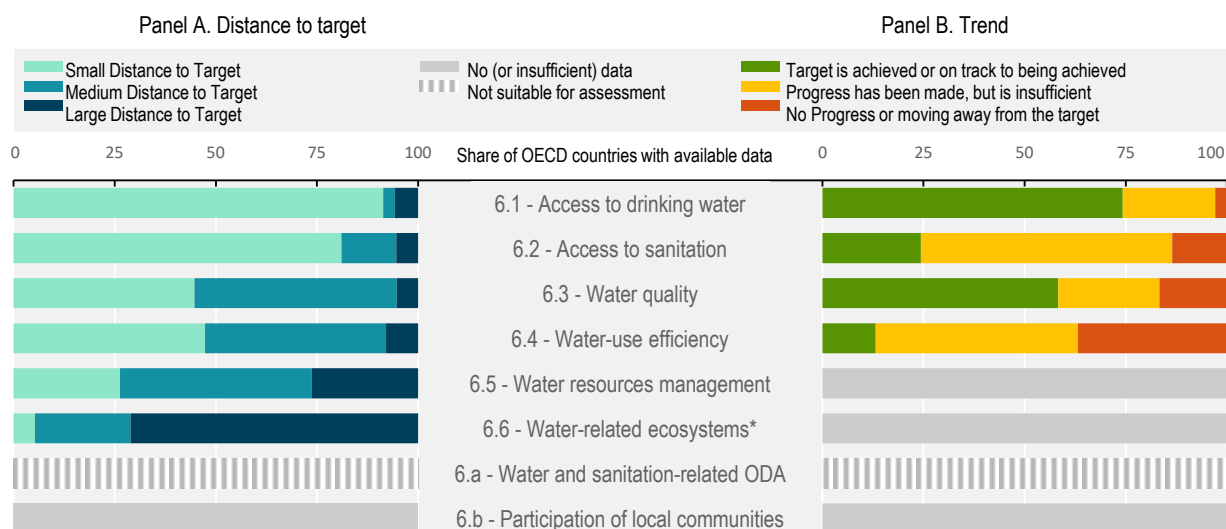 Panel A. Distance to target
Panel B. Trend
Small Distance to Target
Medium Distance to Target
Large Distance to Target
No (or insufficient) data
Not suitable for assessment
Target is achieved or on track to being achieved
Progress has been made, but is insufficient
No Progress or moving away from the target
0 25 50 75 100
Share of OECD countries with available data
0 25 50 75 100
6.1 - Access to drinking water
6.2 - Access to sanitation
6.3 - Water quality
6.4 - Water-use efficiency
6.5 - Water resources management
6.6 - Water-related ecosystems*
6.a - Water and sanitation-related ODA
6.b - Participation of local communities